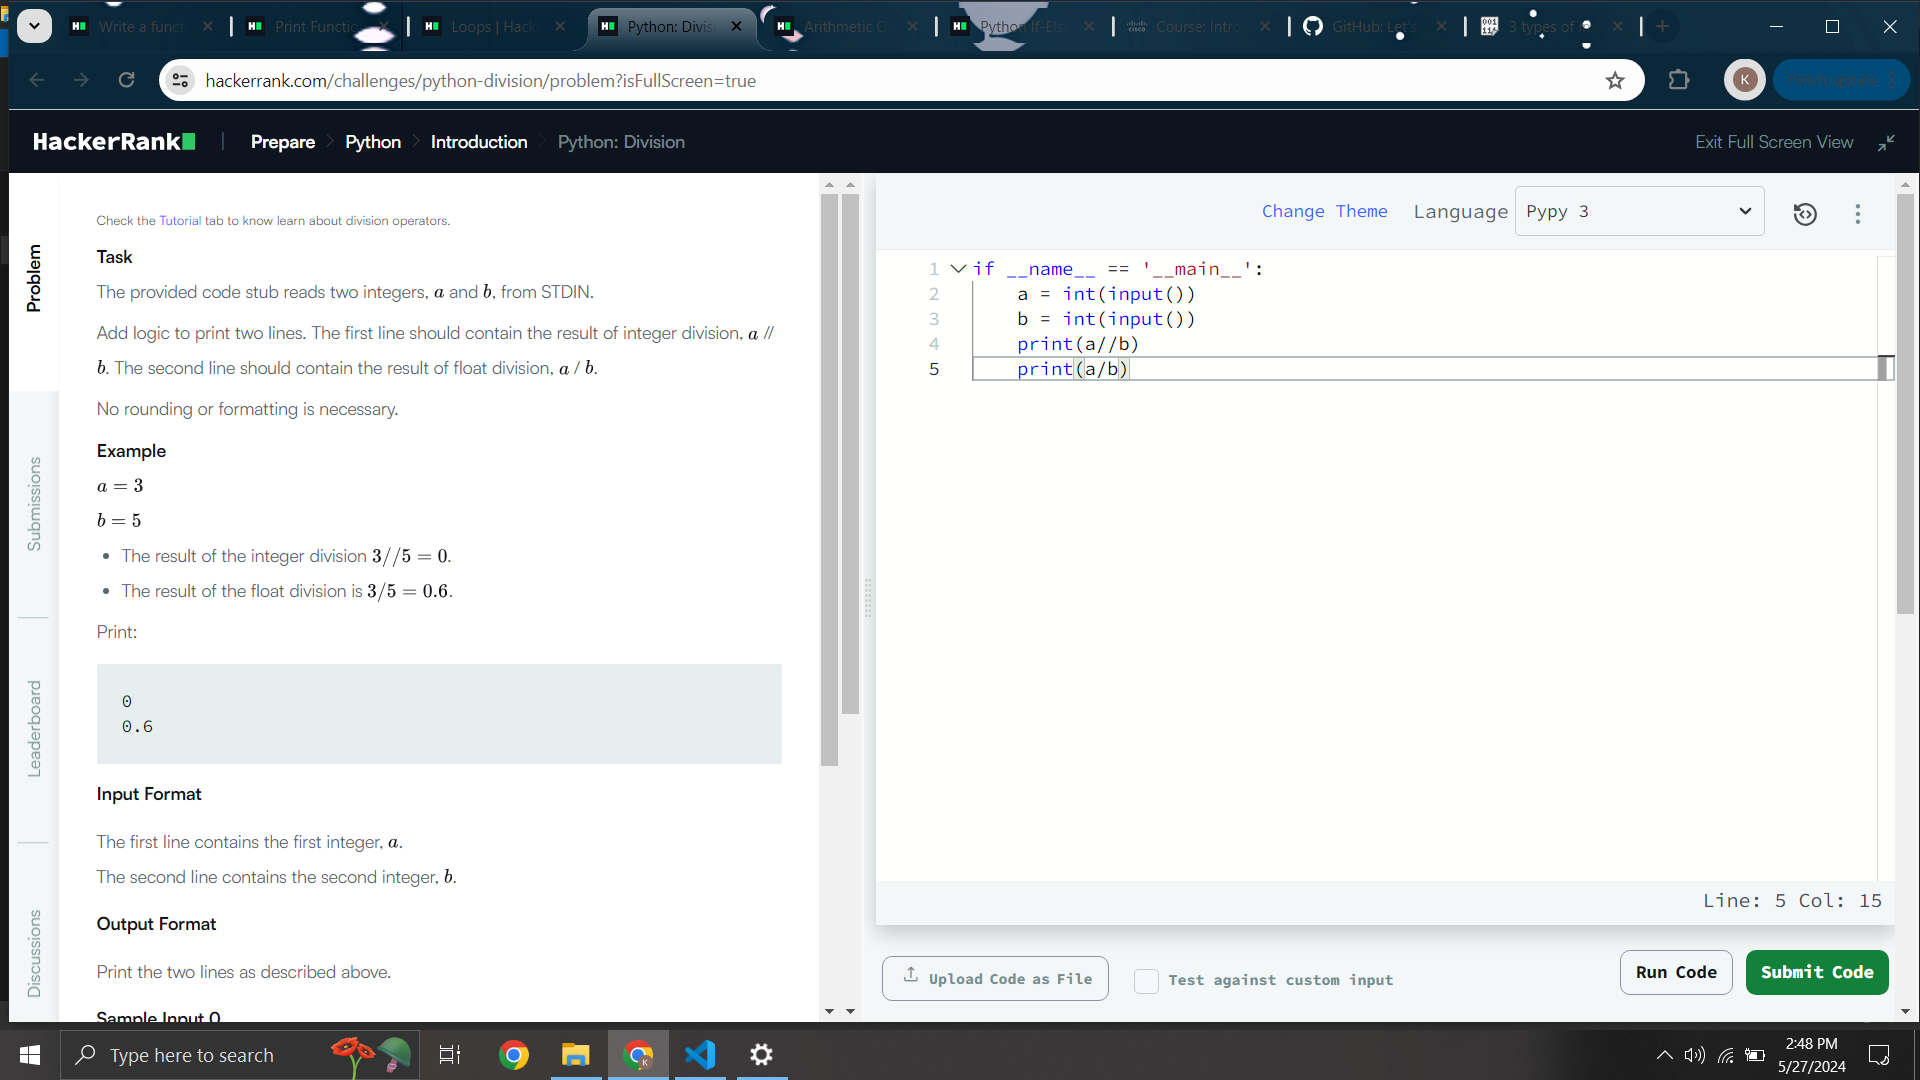 Write a funct
Print Functio
Loops | Hack
Python: Divis
Arithmetic O
Python If-Els
Course: Intro
GitHub: Let's
3 types of
hackerrank.com/challenges/python-division/problem?isFullScreen=true
K
Finish update
HackerRank
Prepare
Python
Introduction
Python: Division
Exit Full Screen View
Problem
Submissions
Leaderboard
Discussions
Check the Tutorial tab to know learn about division operators.
Task
The provided code stub reads two integers, a and b, from STDIN.
Add logic to print two lines. The first line should contain the result of integer division, a //
b. The second line should contain the result of float division, a / b.
No rounding or formatting is necessary.
Example
a = 3
b = 5
• The result of the integer division 3//5 = 0.
• The result of the float division is 3/5 = 0.6.
Print:
0
0.6
Input Format
The first line contains the first integer, a.
The second line contains the second integer, b.
Output Format
Print the two lines as described above.
Sample Input 0
Change Theme
Language
Pypy 3
1 if __name__ == '__main__':
2 a = int(input())
3 b = int(input())
4 print(a//b)
5 print(a/b)
Line: 5 Col: 15
Upload Code as File
Test against custom input
Run Code
Submit Code
Type here to search
2:48 PM
5/27/2024